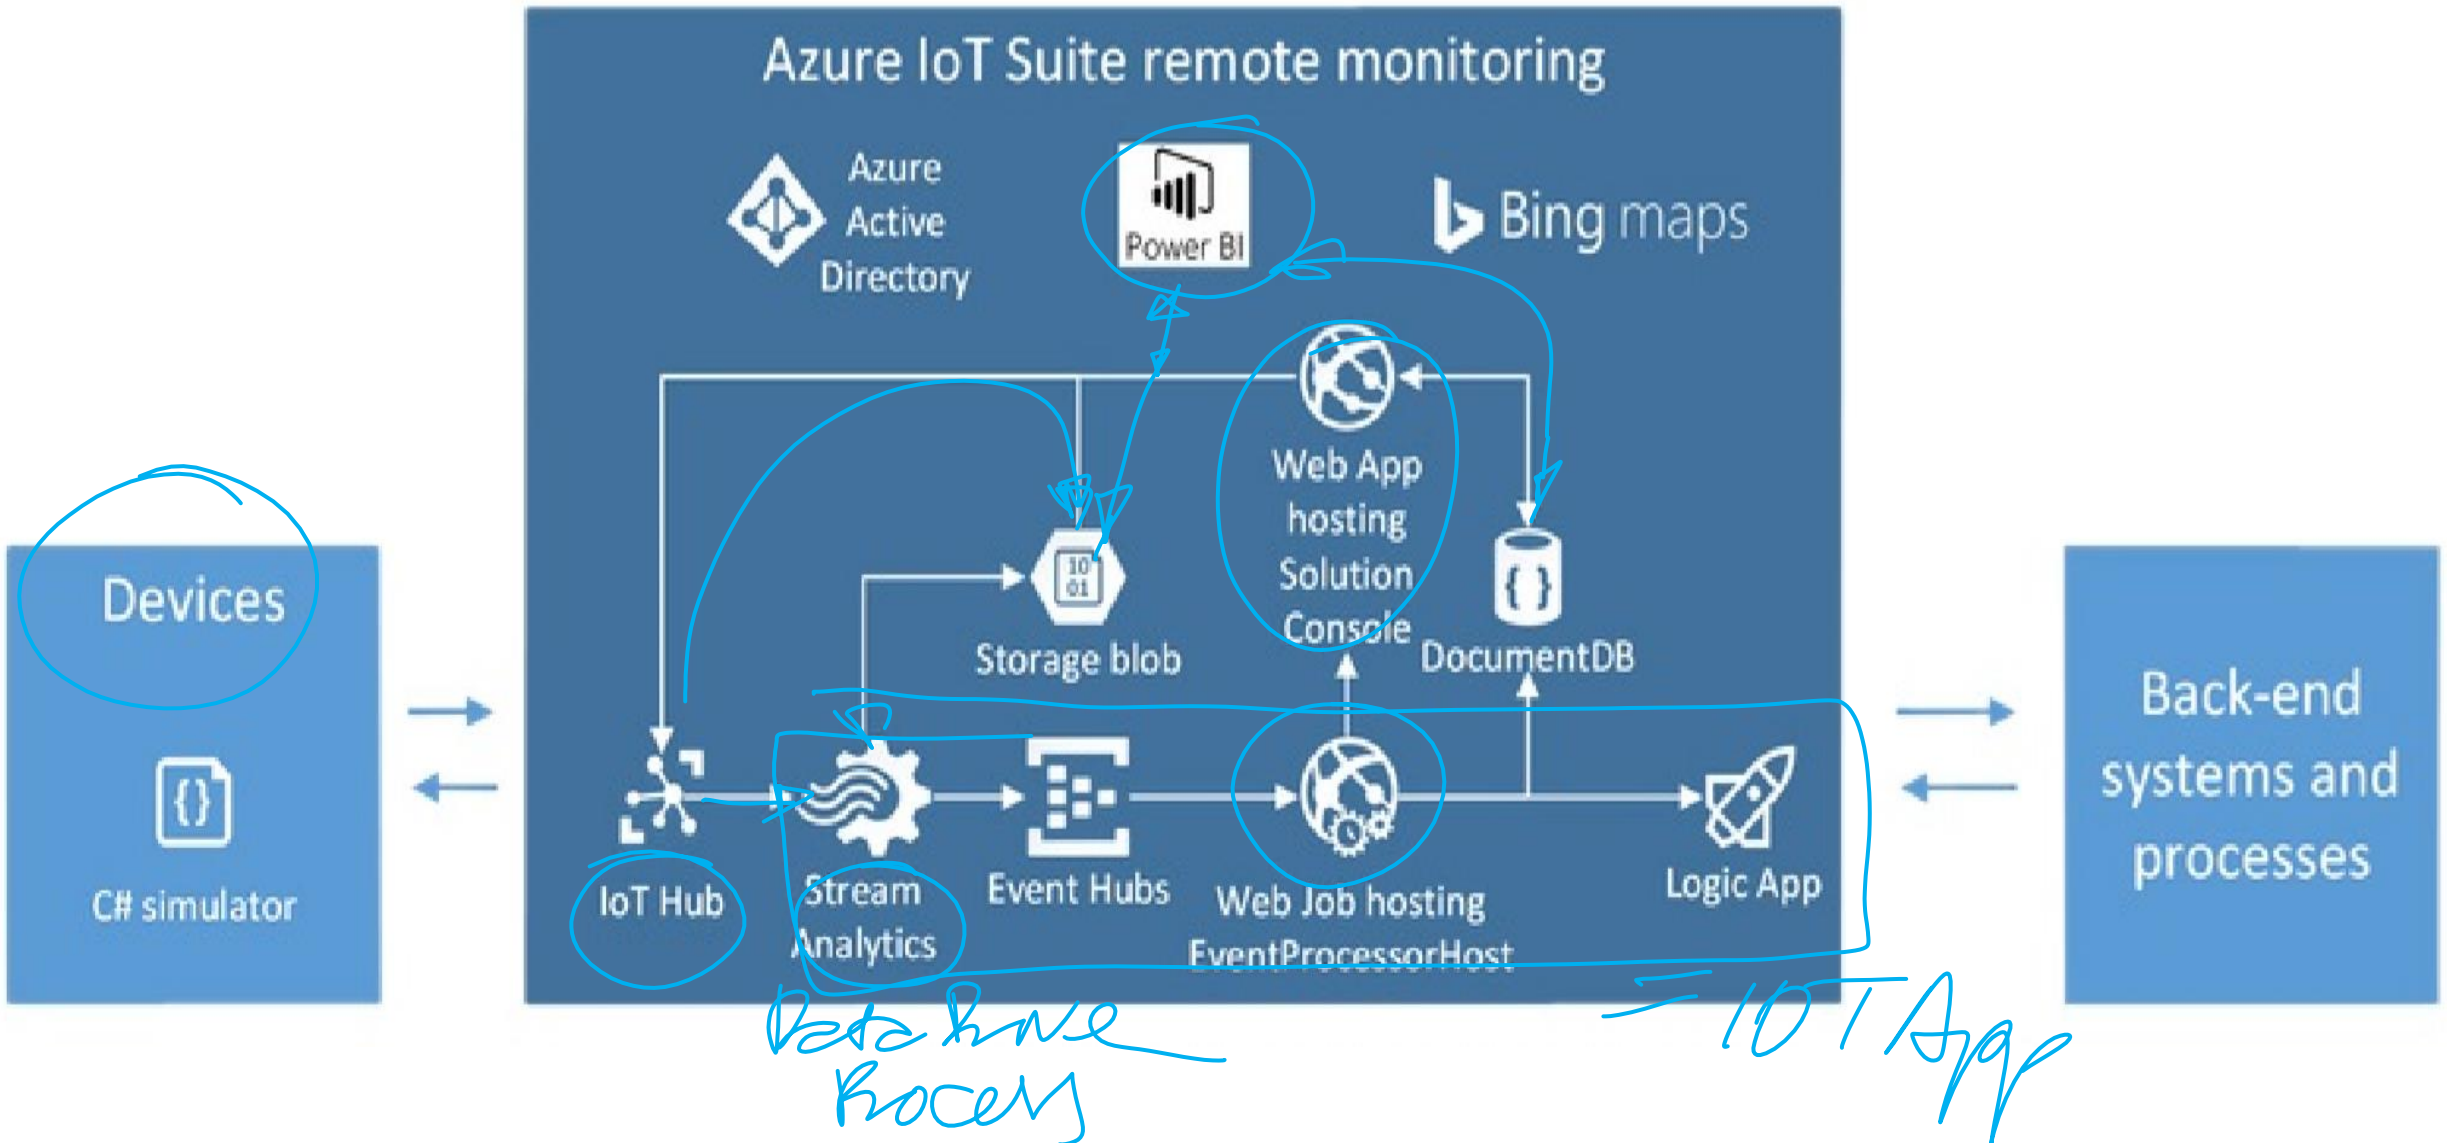 Azure IoT Suite remote monitoring
Azure
Active
Directory
Power BI
Bing maps
Devices
C# simulator
Web App
hosting
Solution
Console
Storage blob
DocumentDB
IoT Hub
Stream
Analytics
Event Hubs
Web Job hosting
EventProcessorHost
Logic App
Back-end
systems and
processes
10
01
Data
Process
= IOT App